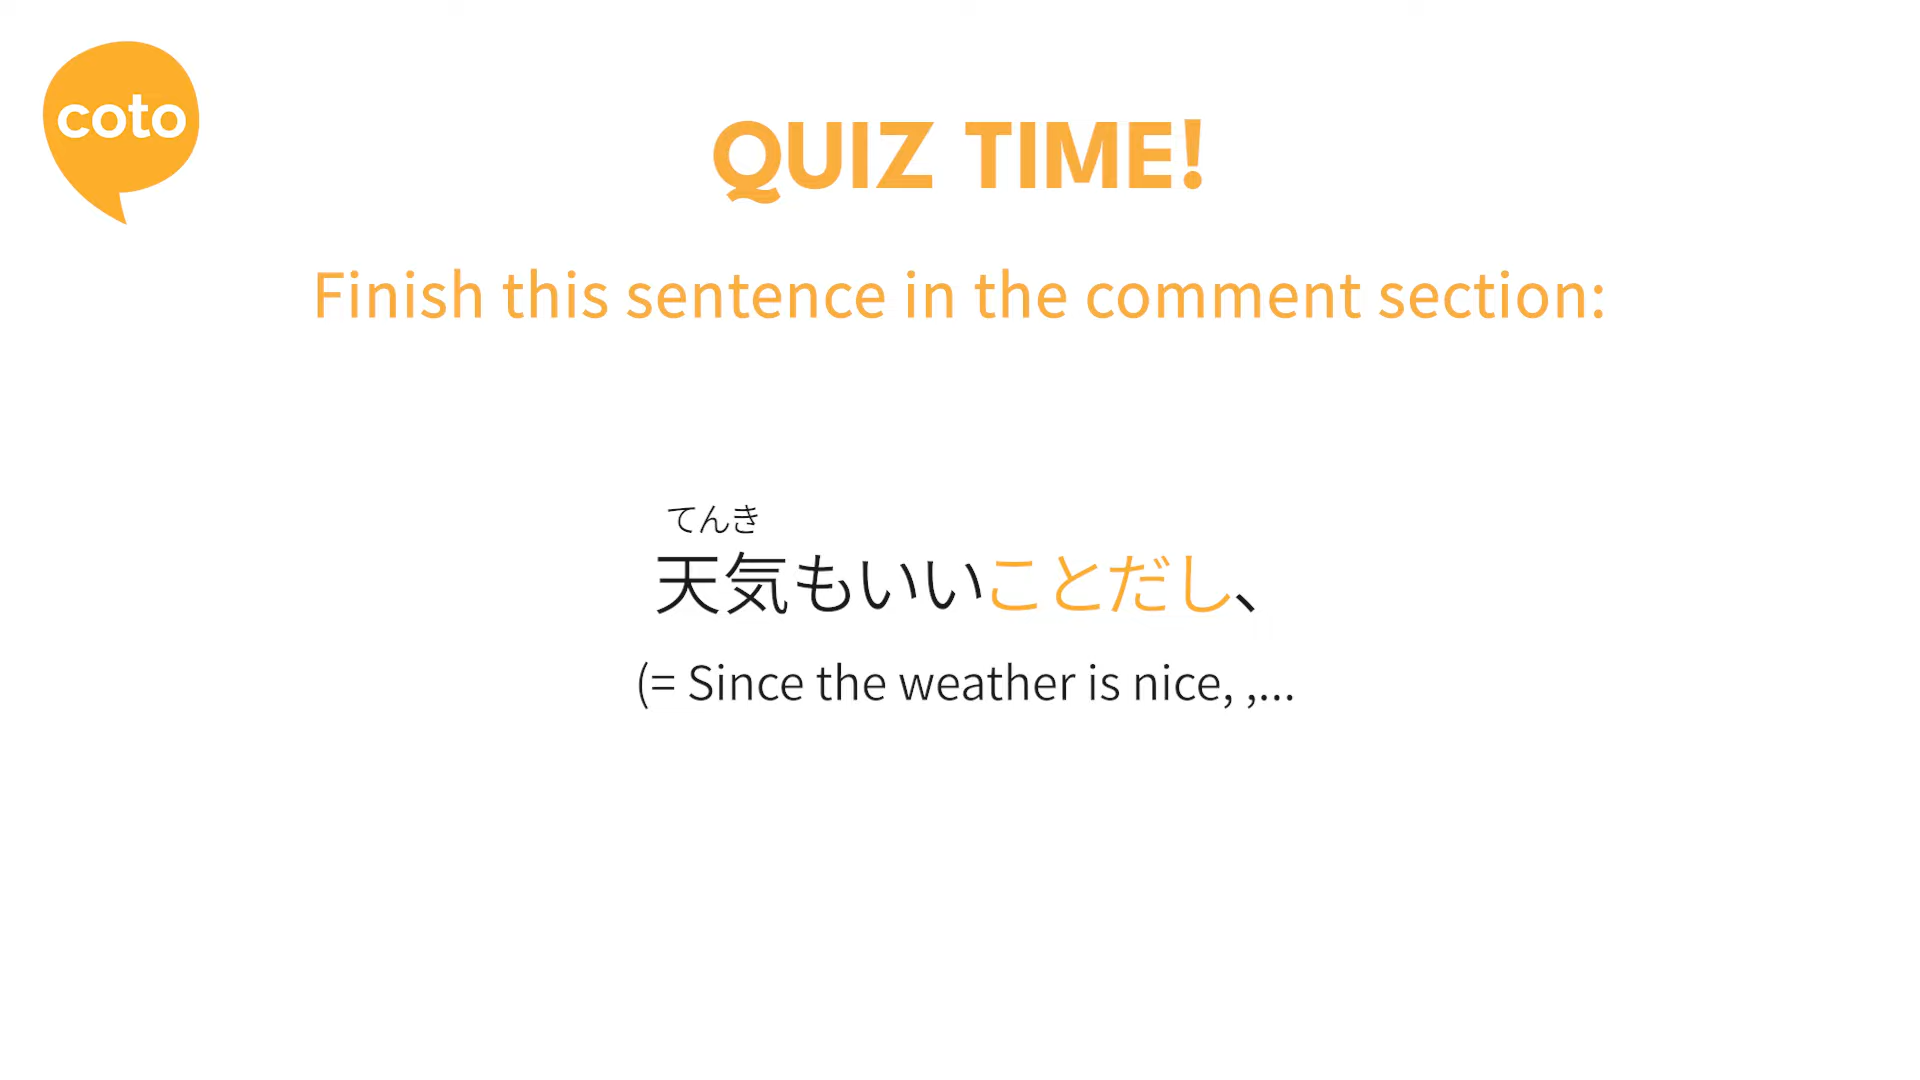 coto
QUIZ TIME!
Finish this sentence in the comment section:
てんき
天気もいいことだし、
(= Since the weather is nice, ,...